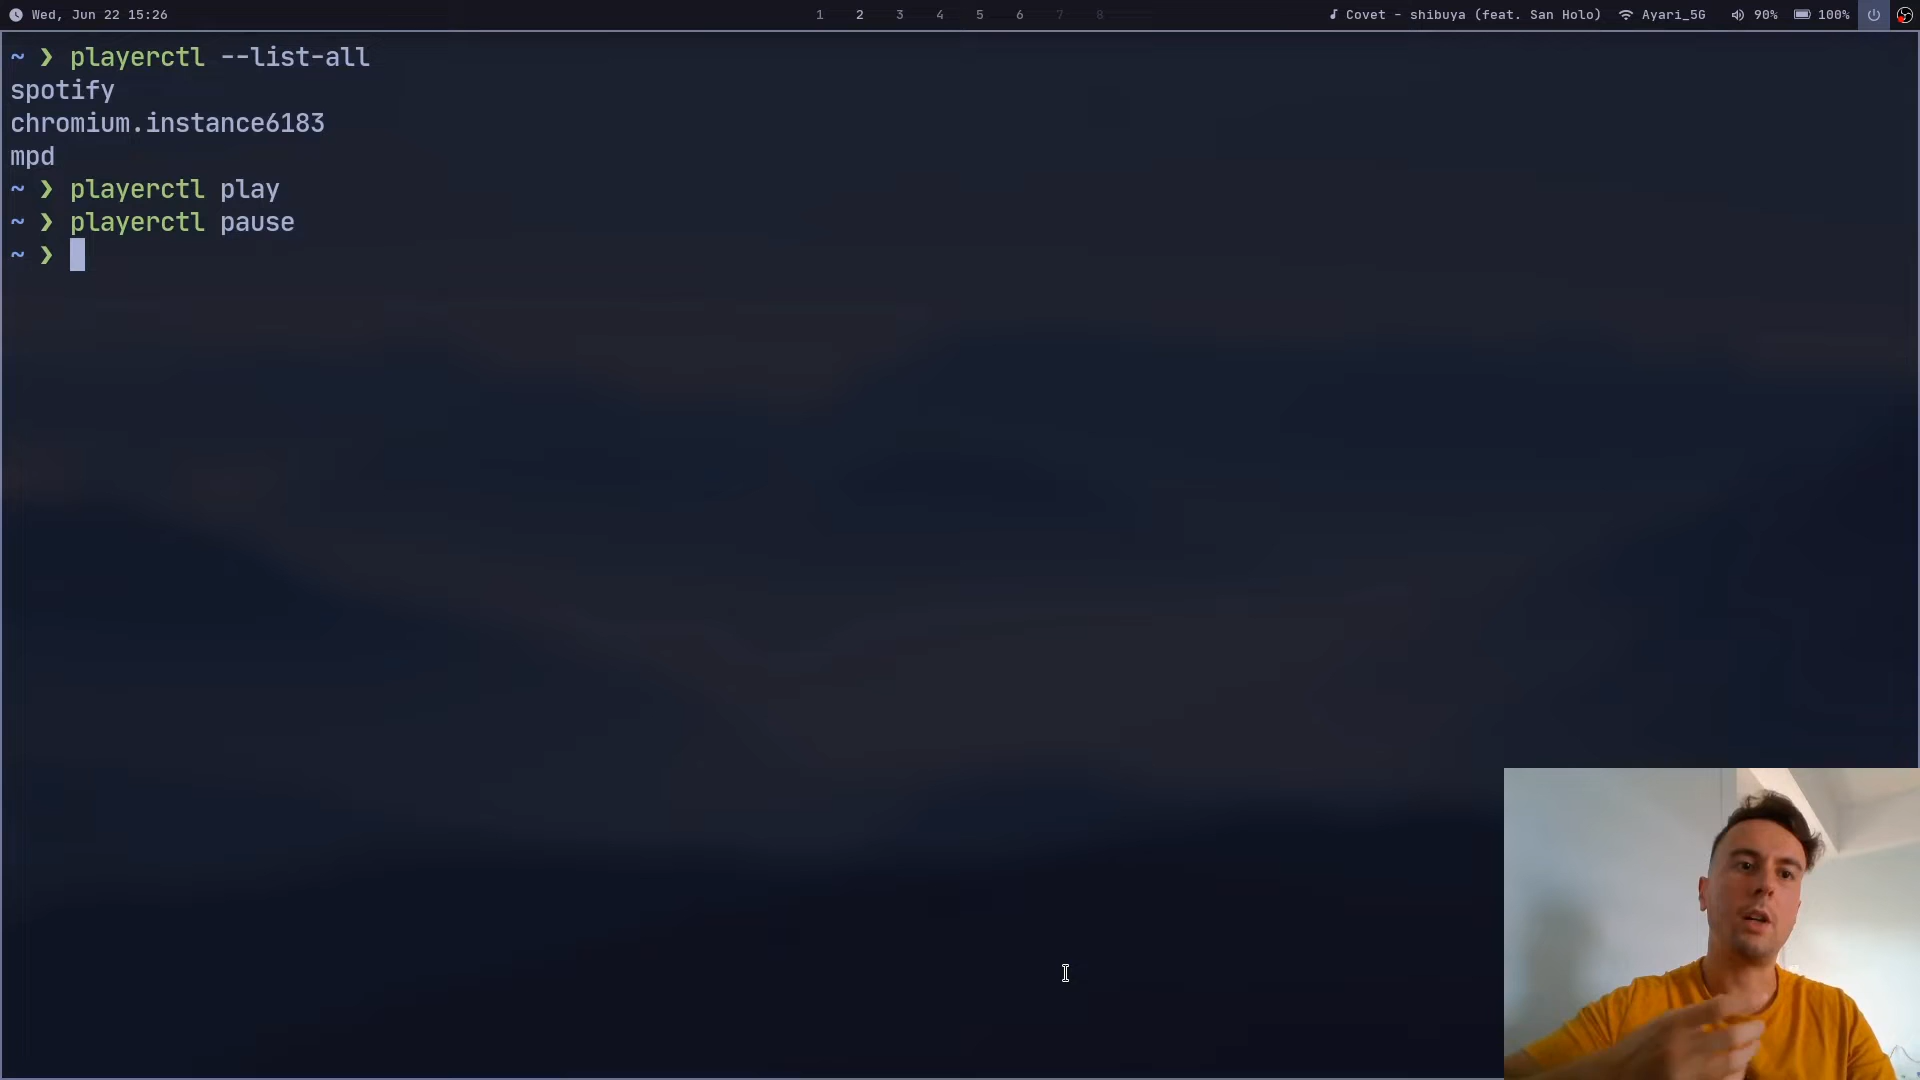 Wed, Jun 22 15:26
1 2 3 4 5 6 7 8
Covet - shibuya (feat. San Holo) Ayari_5G 90% 100%
~ ❯ playerctl --list-all
spotify
chromium.instance6183
mpd
~ ❯ playerctl play
~ ❯ playerctl pause
~ ❯